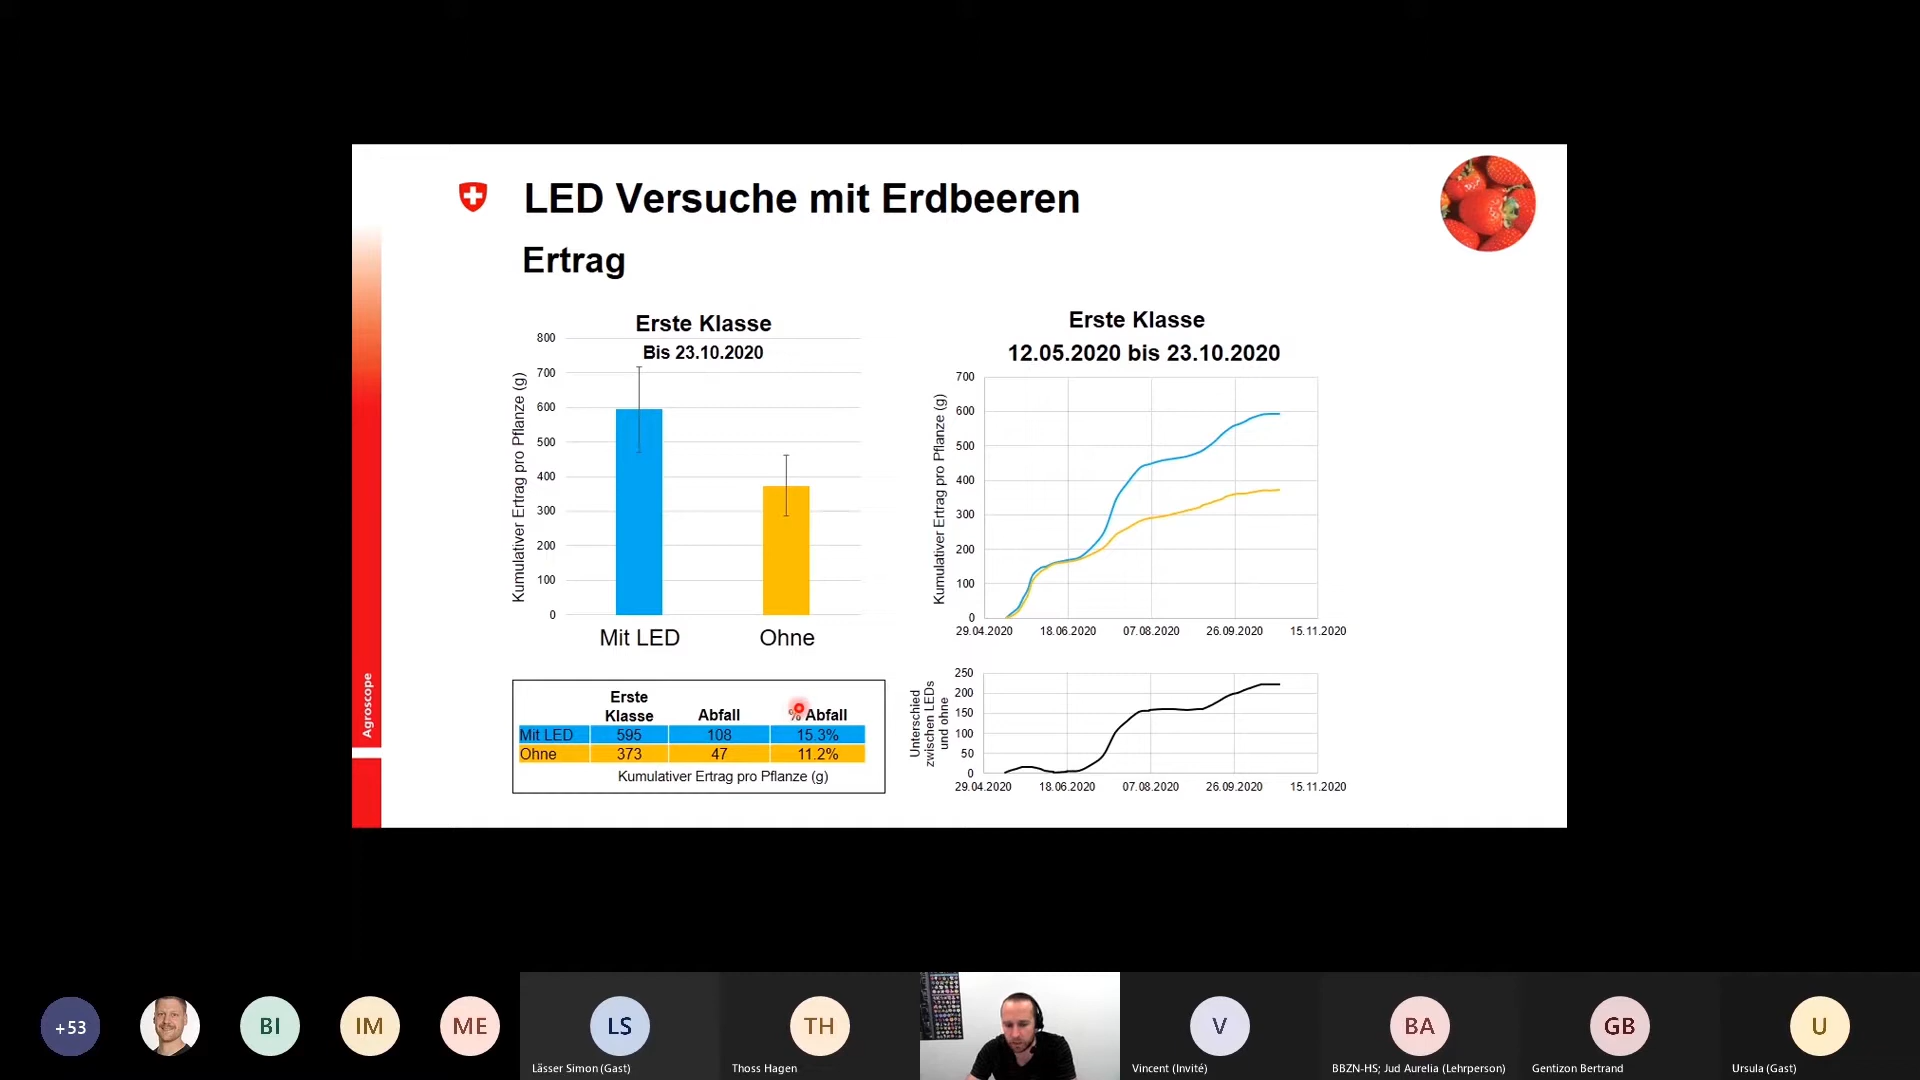 LED Versuche mit Erdbeeren
Ertrag
Erste Klasse
Bis 23.10.2020
Kumulativer Ertrag pro Pflanze (g)
800
700
600
500
400
300
200
100
0
Mit LED
Ohne
Erste Klasse
12.05.2020 bis 23.10.2020
Kumulativer Ertrag pro Pflanze (g)
700
600
500
400
300
200
100
0
29.04.2020 18.06.2020 07.08.2020 26.09.2020 15.11.2020
Erste
Klasse Abfall % Abfall
Mit LED 595 108 15.3%
Ohne 373 47 11.2%
Kumulativer Ertrag pro Pflanze (g)
Unterschied
zwischen LEDs
und ohne
250
200
150
100
50
0
29.04.2020 18.06.2020 07.08.2020 26.09.2020 15.11.2020
Agroscope
+53
BI
IM
ME
LS
Lässer Simon (Gast)
TH
Thoss Hagen
V
Vincent (Invité)
BA
BBZN-HS; Jud Aurelia (Lehrperson)
GB
Gentizon Bertrand
U
Ursula (Gast)